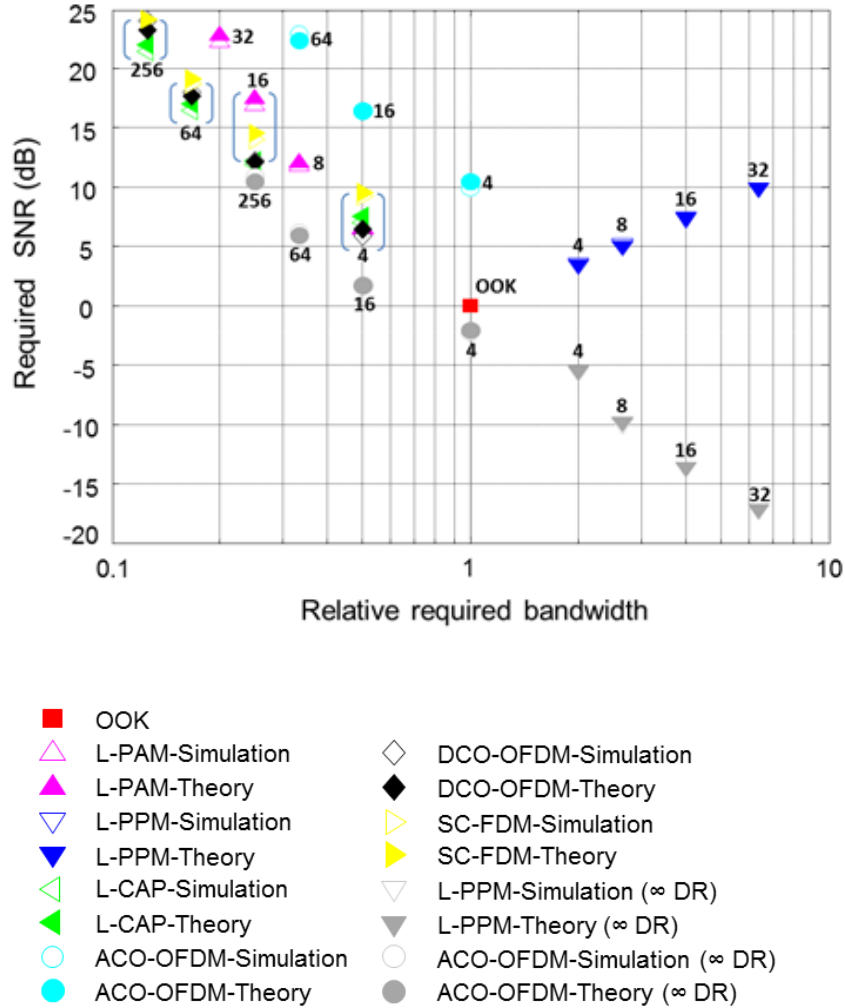 25
20
15
10
5
0
-5
-10
-15
-20
Required SNR (dB)
256
32
64
64
16
16
8
256
4
4
64
4
16
OOK
4
4
8
16
32
4
8
16
32
0.1
1
10
Relative required bandwidth
OOK
L-PAM-Simulation
L-PAM-Theory
L-PPM-Simulation
L-PPM-Theory
L-CAP-Simulation
L-CAP-Theory
ACO-OFDM-Simulation
ACO-OFDM-Theory
DCO-OFDM-Simulation
DCO-OFDM-Theory
SC-FDM-Simulation
SC-FDM-Theory
L-PPM-Simulation (∞ DR)
L-PPM-Theory (∞ DR)
ACO-OFDM-Simulation (∞ DR)
ACO-OFDM-Theory (∞ DR)